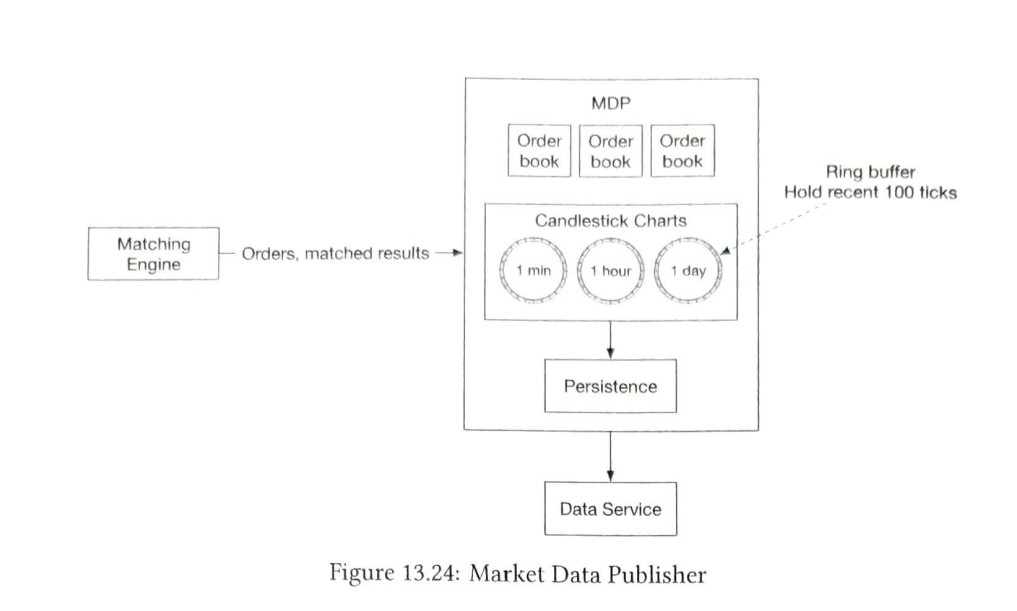 MDP
Order
book
Order
book
Order
book
Ring buffer
Hold recent 100 ticks
Candlestick Charts
Matching
Engine
Orders, matched results
1 min
1 hour
1 day
Persistence
Data Service
Figure 13.24: Market Data Publisher